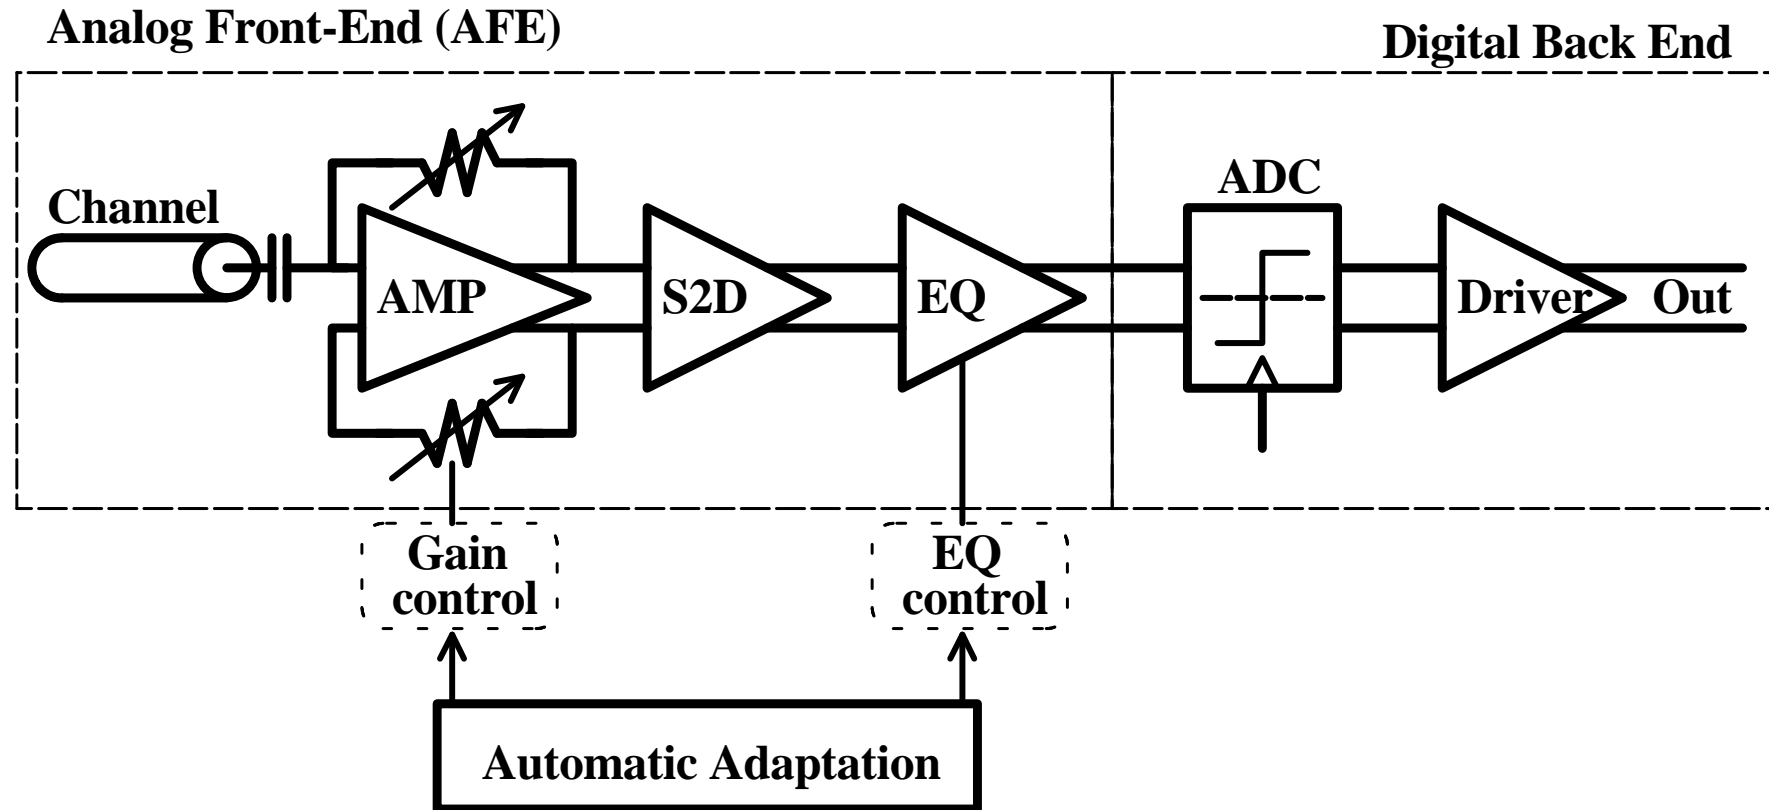 Analog Front-End (AFE)
Digital Back End
Channel
ADC
AMP
S2D
EQ
Driver
Out
Gain
control
EQ
control
Automatic Adaptation